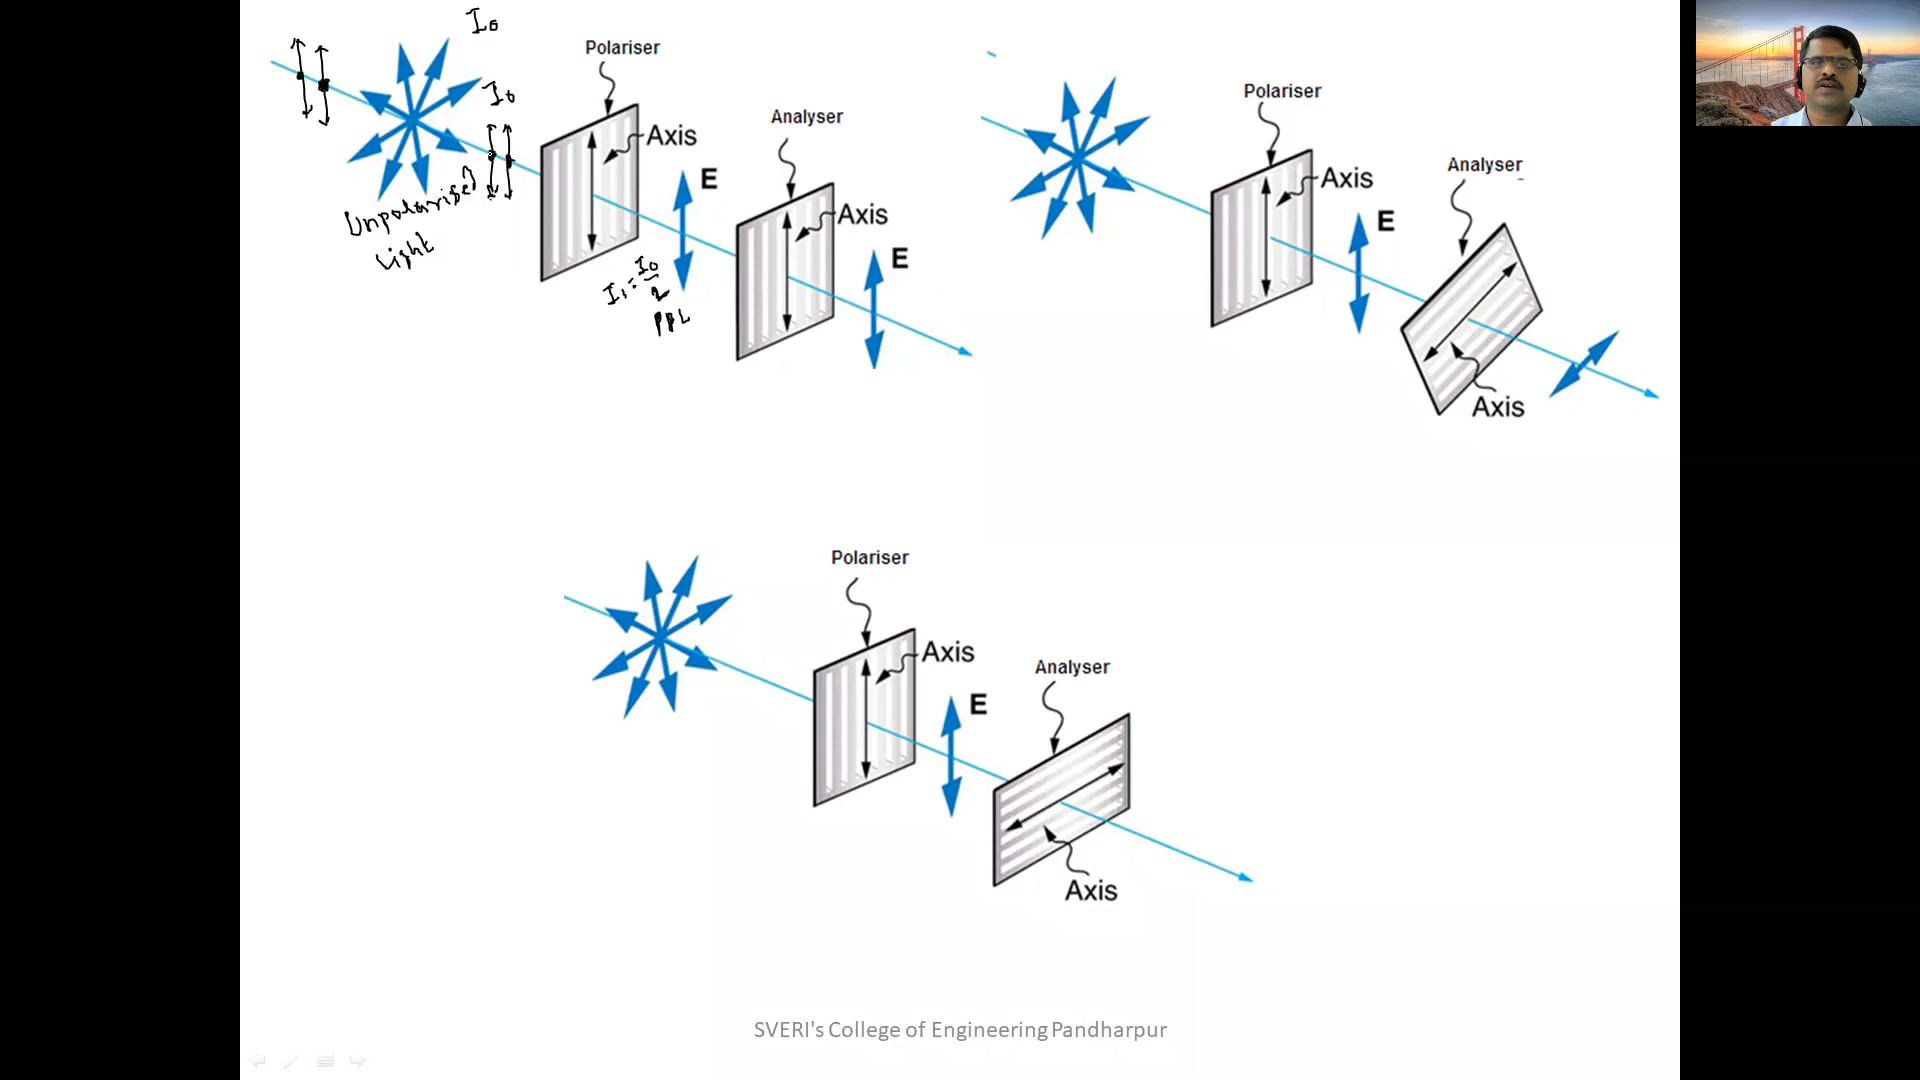 I₀
Polariser
I₀
Unpolarised
Light
Axis
E
I₁ = I₀/2
PPL
Analyser
Axis
E
Polariser
Axis
E
Analyser
Axis
Polariser
Axis
E
Analyser
Axis
SVERI's College of Engineering Pandharpur